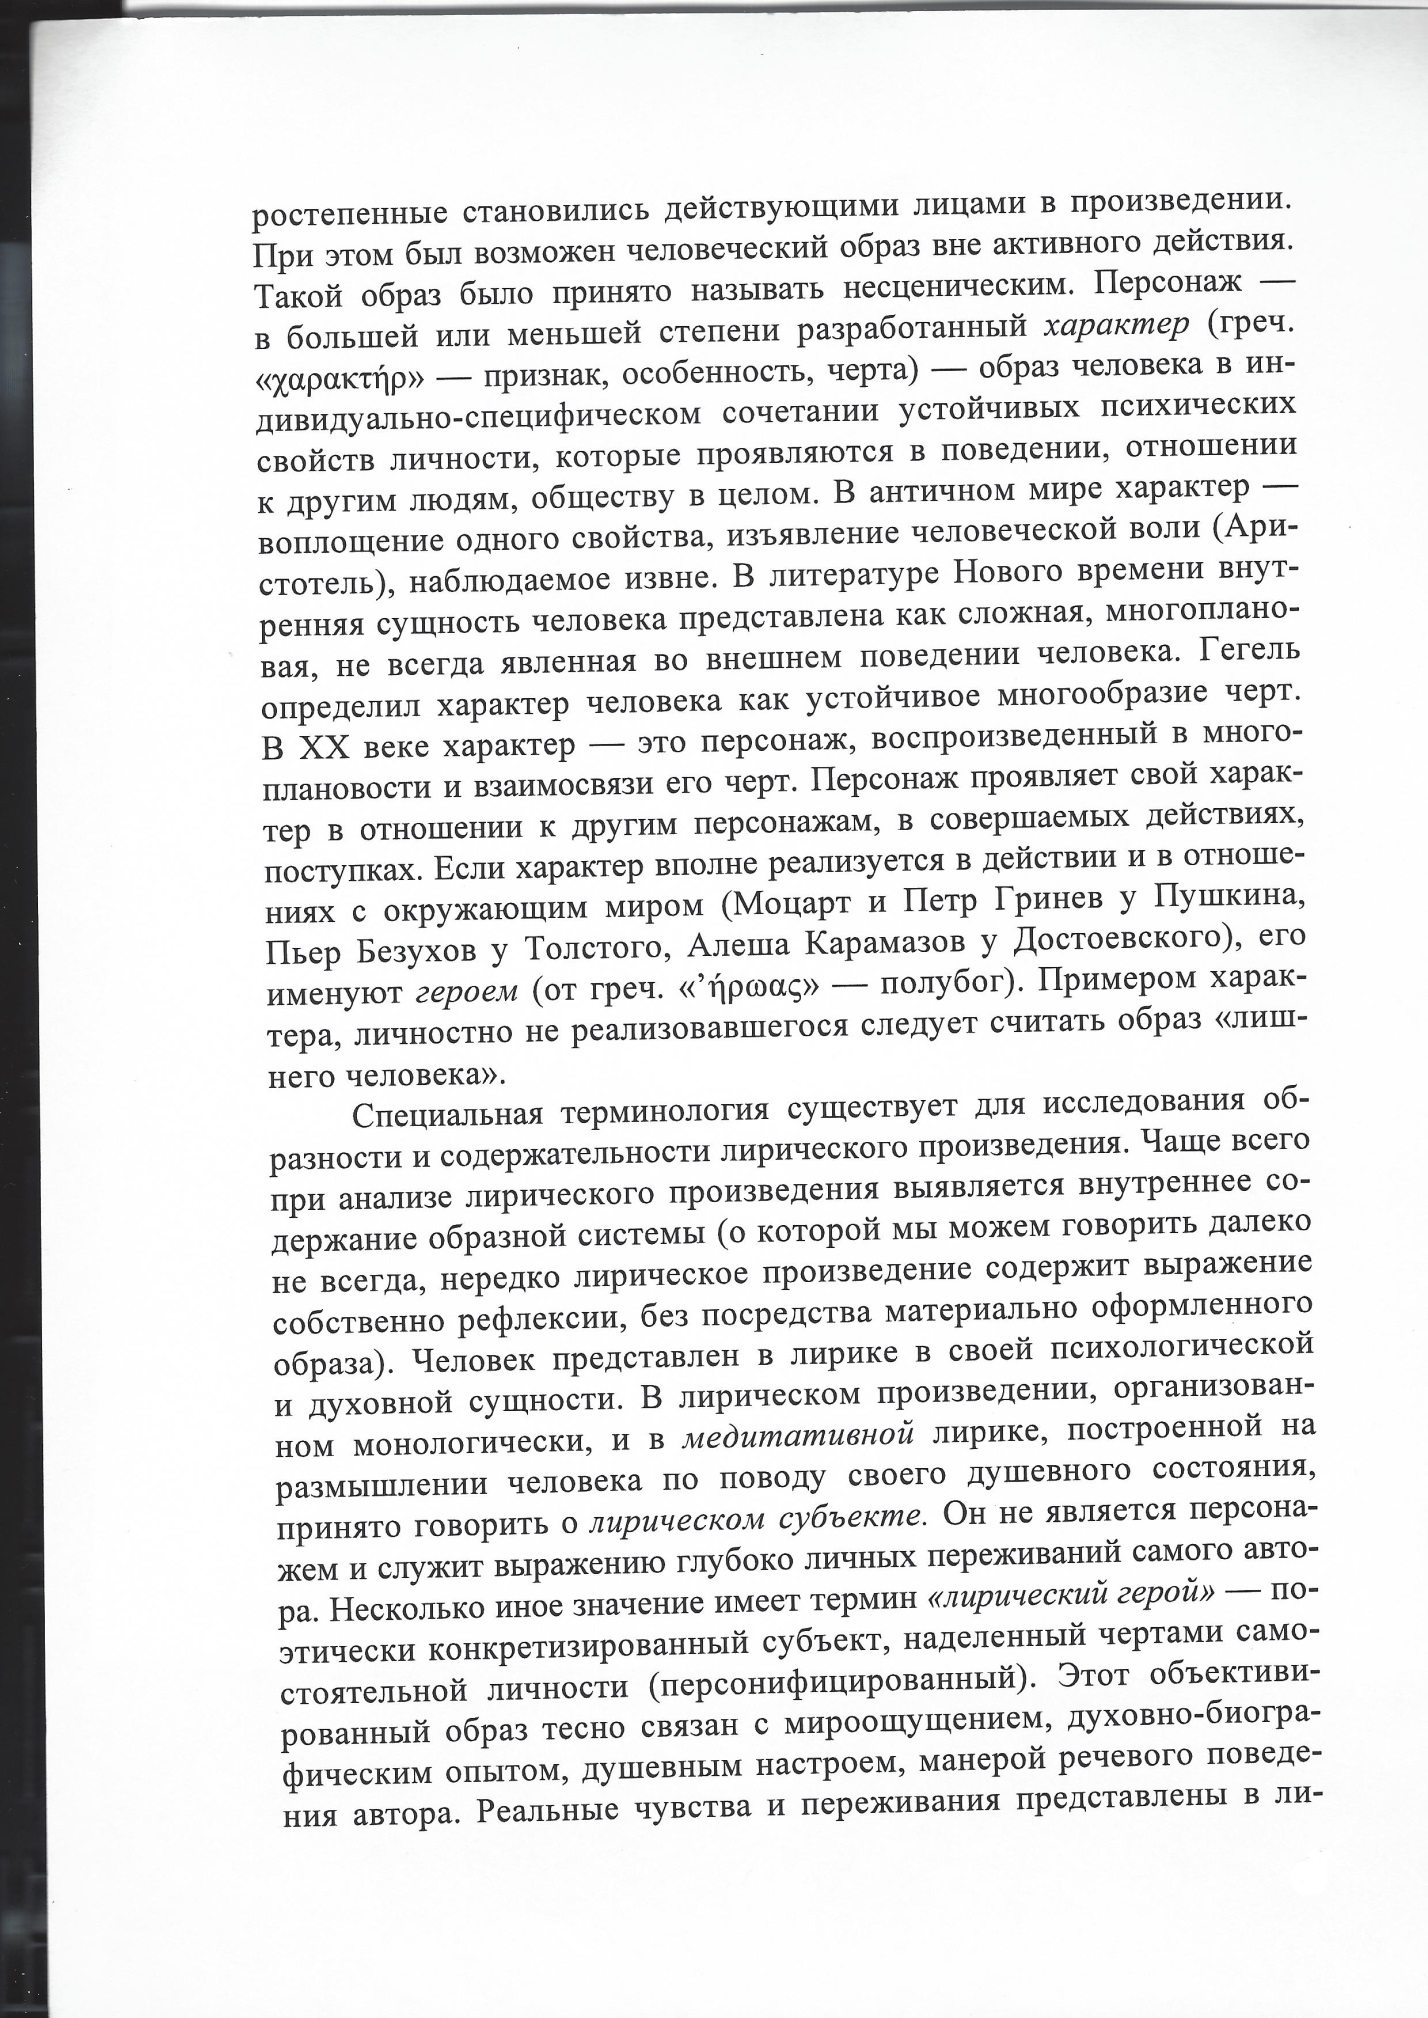 ростепенные становились действующими лицами в произведении.
При этом был возможен человеческий образ вне активного действия.
Такой образ было принято называть несценическим. Персонаж —
в большей или меньшей степени разработанный характер (греч.
«χαρακτήρ» — признак, особенность, черта) — образ человека в ин-
дивидуально-специфическом сочетании устойчивых психических
свойств личности, которые проявляются в поведении, отношении
к другим людям, обществу в целом. В античном мире характер —
воплощение одного свойства, изъявление человеческой воли (Ари-
стотель), наблюдаемое извне. В литературе Нового времени внут-
ренняя сущность человека представлена как сложная, многоплано-
вая, не всегда явленная во внешнем поведении человека. Гегель
определил характер человека как устойчивое многообразие черт.
В XX веке характер — это персонаж, воспроизведенный в много-
плановости и взаимосвязи его черт. Персонаж проявляет свой харак-
тер в отношении к другим персонажам, в совершаемых действиях,
поступках. Если характер вполне реализуется в действии и в отноше-
ниях с окружающим миром (Моцарт и Петр Гринев у Пушкина,
Пьер Безухов у Толстого, Алеша Карамазов у Достоевского), его
именуют героем (от греч. «’ήρωας» — полубог). Примером харак-
тера, личностно не реализовавшегося следует считать образ «лиш-
него человека».
Специальная терминология существует для исследования об-
разности и содержательности лирического произведения. Чаще всего
при анализе лирического произведения выявляется внутреннее со-
держание образной системы (о которой мы можем говорить далеко
не всегда, нередко лирическое произведение содержит выражение
собственно рефлексии, без посредства материально оформленного
образа). Человек представлен в лирике в своей психологической
и духовной сущности. В лирическом произведении, организован-
ном монологически, и в медитативной лирике, построенной на
размышлении человека по поводу своего душевного состояния,
принято говорить о лирическом субъекте. Он не является персона-
жем и служит выражению глубоко личных переживаний самого авто-
ра. Несколько иное значение имеет термин «лирический герой» — по-
этически конкретизированный субъект, наделенный чертами само-
стоятельной личности (персонифицированный). Этот объективи-
рованный образ тесно связан с мироощущением, духовно-биогра-
фическим опытом, душевным настроем, манерой речевого поведе-
ния автора. Реальные чувства и переживания представлены в ли-